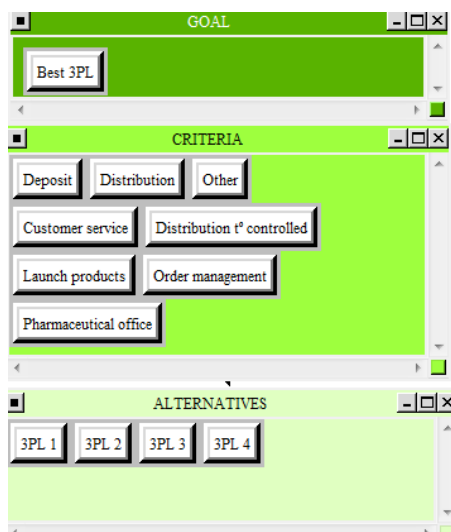 GOAL
Best 3PL
CRITERIA
Deposit Distribution Other
Customer service Distribution tª controlled
Launch products Order management
Pharmaceutical office
ALTERNATIVES
3PL 1 3PL 2 3PL 3 3PL 4